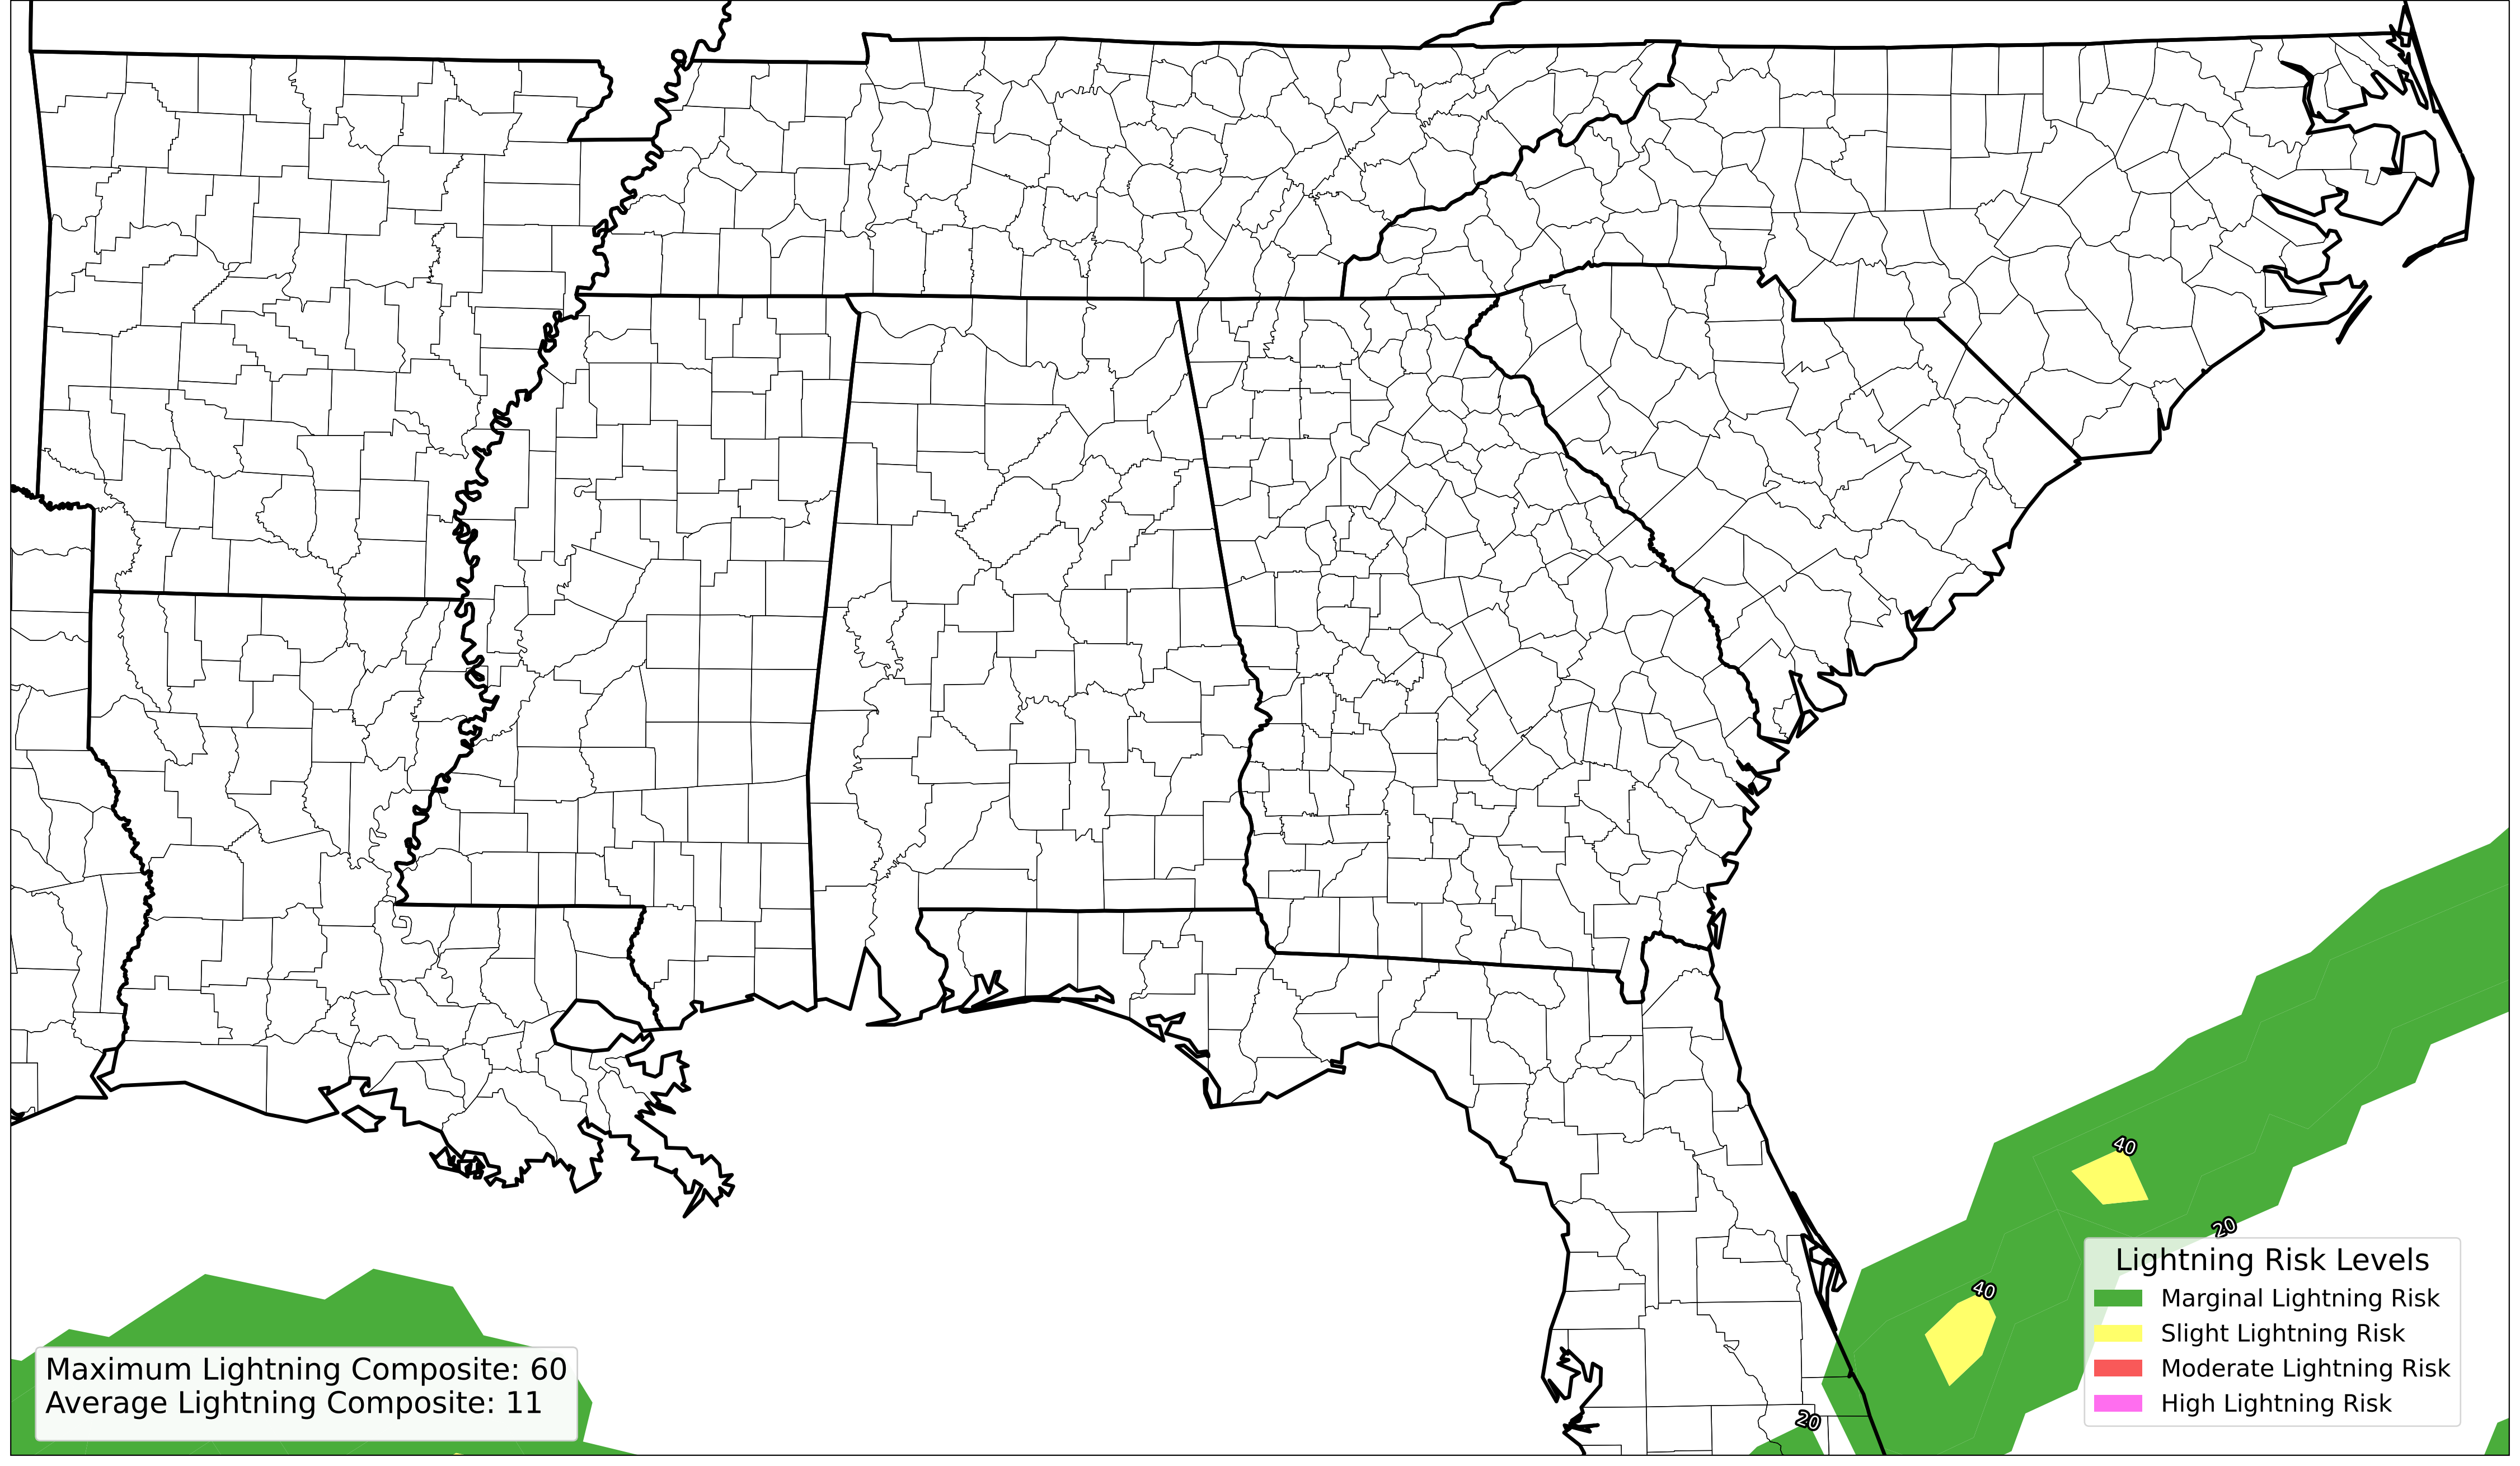 40
20
40
20
Maximum Lightning Composite: 60
Average Lightning Composite: 11
Lightning Risk Levels
Marginal Lightning Risk
Slight Lightning Risk
Moderate Lightning Risk
High Lightning Risk